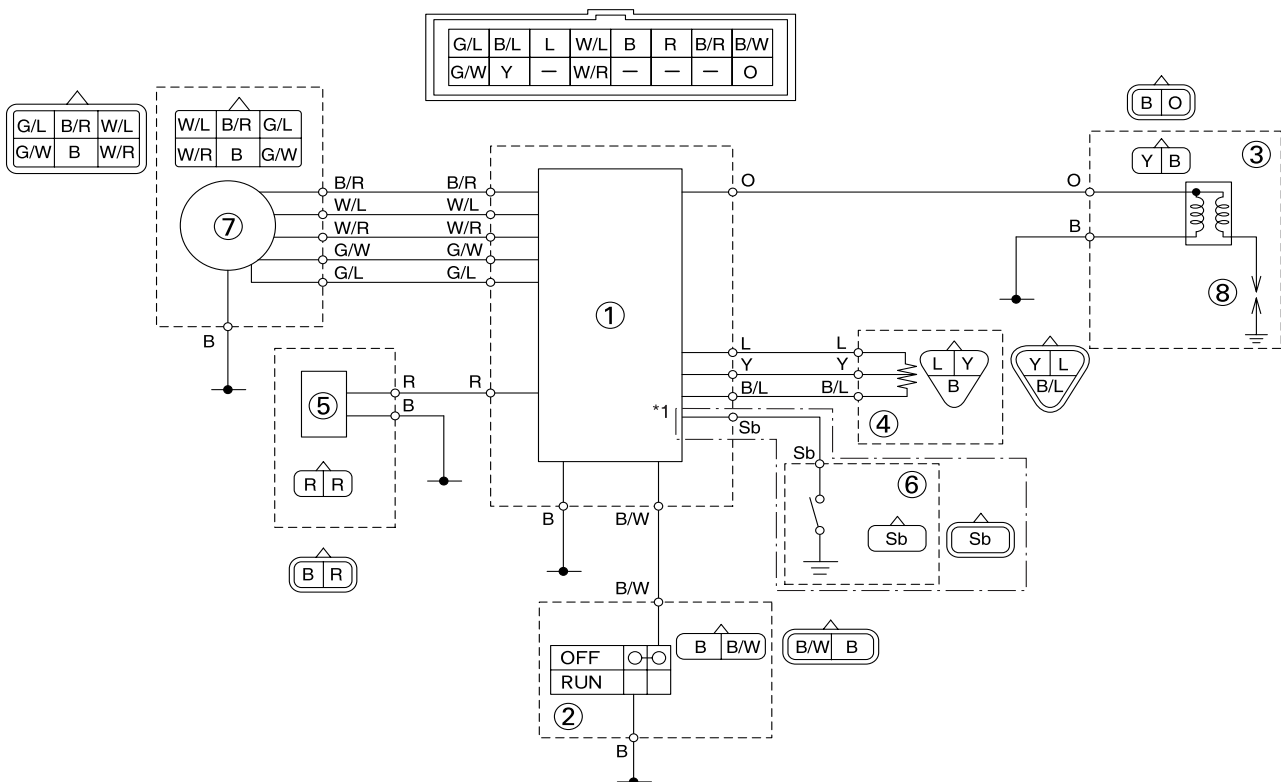 G/L B/L L W/L B R B/R B/W
G/W Y — W/R — — — O
G/L B/R W/L
G/W B W/R
W/L B/R G/L
W/R B G/W
B O
Y B
③
B/R B/R
W/L W/L
W/R W/R
G/W G/W
G/L G/L
⑦
B
①
O O
B
⑧
L L
Y Y
B/L B/L
L Y
B
Y L
B/L
④
*1
Sb
Sb
⑥
Sb
Sb
R R
B
⑤
R R
B R
B B/W
B/W
OFF
RUN
B B/W
B/W B
②
B